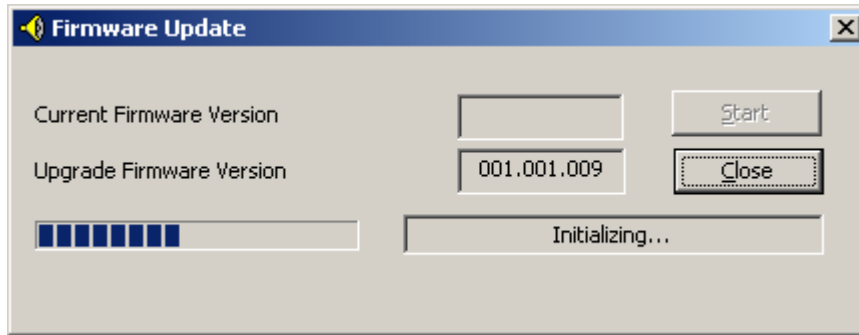 Firmware Update
Current Firmware Version
Start
Upgrade Firmware Version
001.001.009
Close
Initializing...